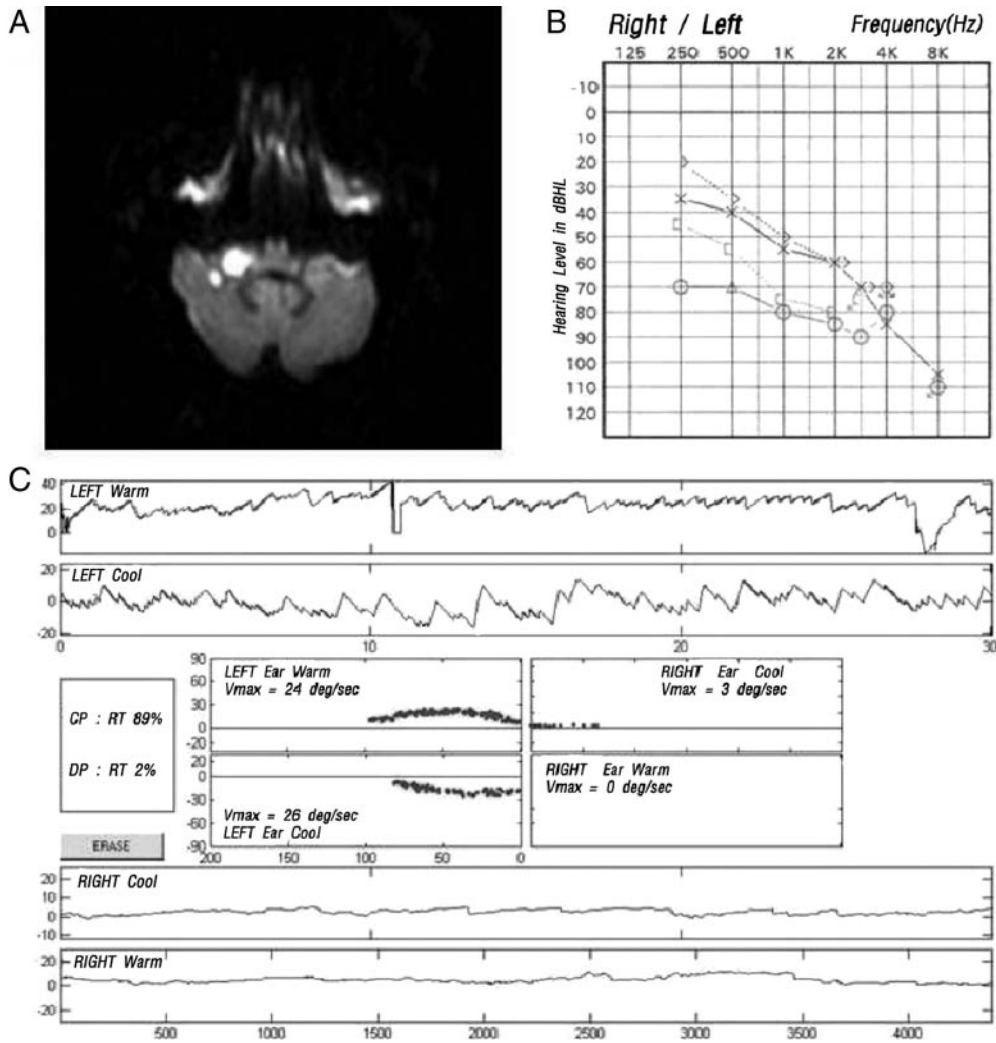 A
B
Right / Left Frequency(Hz)
125 250 500 1K 2K 4K 8K
Hearing Level in dBHL
-10
0
10
20
30
40
50
60
70
80
90
100
110
120
C
LEFT Warm
40
20
0
LEFT Cool
20
0
-20
0 10 20 30
CP : RT 89%
DP : RT 2%
ERASE
90
60
30
0
-20
LEFT Ear Warm
Vmax = 24 deg/sec
RIGHT Ear Cool
Vmax = 3 deg/sec
0
-30
-60
-90
Vmax = 26 deg/sec
LEFT Ear Cool
RIGHT Ear Warm
Vmax = 0 deg/sec
200 150 100 50 0
RIGHT Cool
20
10
0
-10
RIGHT Warm
20
0
-20
500 1000 1500 2000 2500 3000 3500 4000